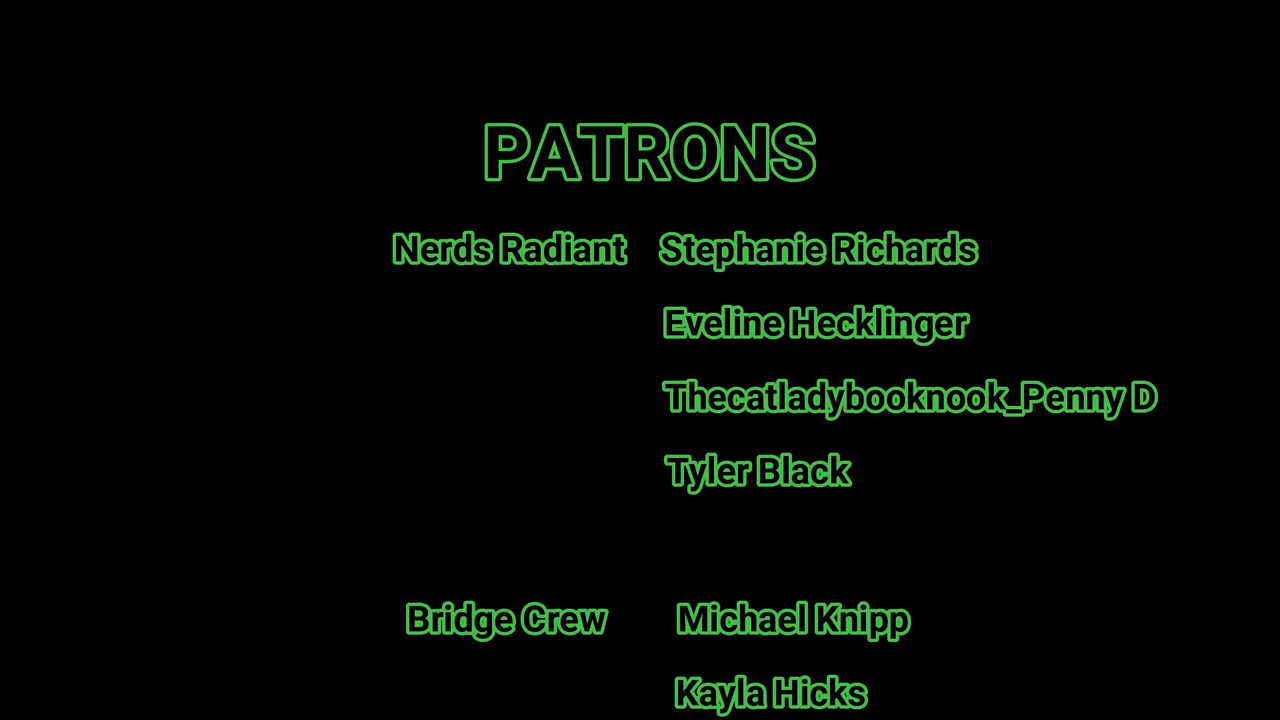 PATRONS
Nerds Radiant Stephanie Richards
Eveline Hecklinger
Thecatladybooknook_Penny D
Tyler Black
Bridge Crew Michael Knipp
Kayla Hicks